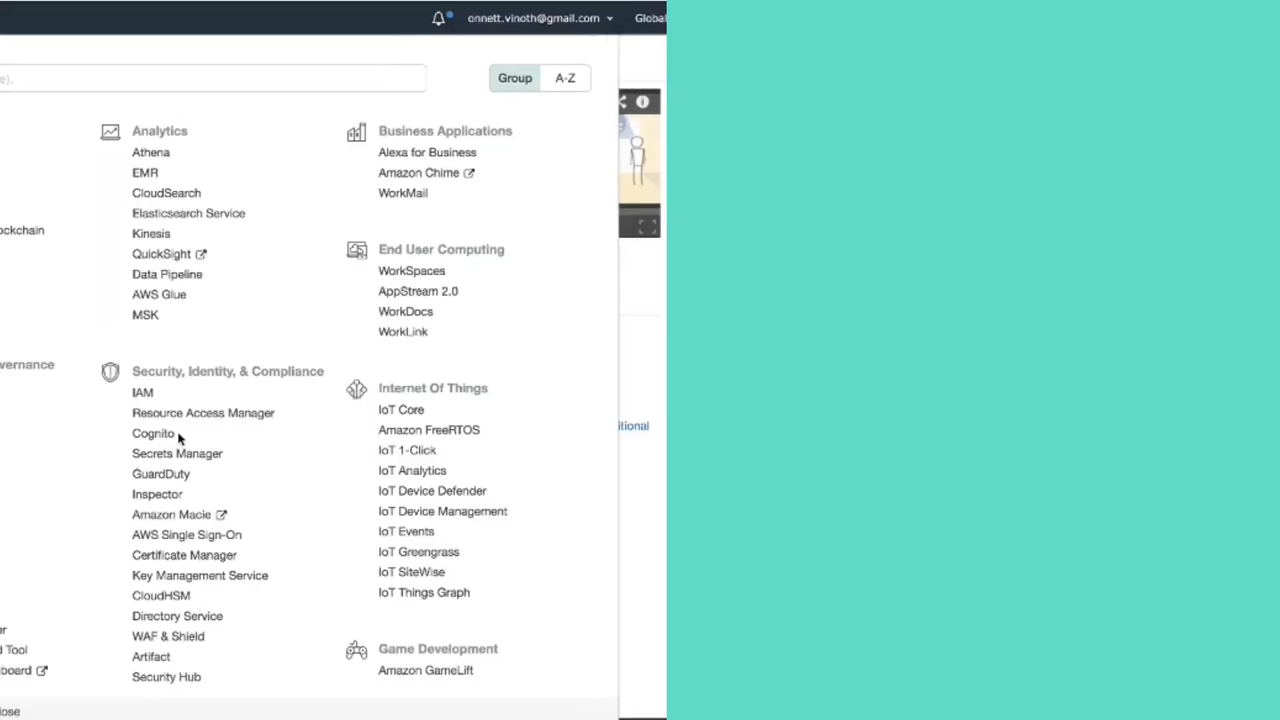 onnett.vinoth@gmail.com
Global
e).
Group
A-Z
ockchain
vernance
er
d Tool
board
lose
Analytics
Athena
EMR
CloudSearch
Elasticsearch Service
Kinesis
QuickSight
Data Pipeline
AWS Glue
MSK
Security, Identity, & Compliance
IAM
Resource Access Manager
Cognito
Secrets Manager
GuardDuty
Inspector
Amazon Macie
AWS Single Sign-On
Certificate Manager
Key Management Service
CloudHSM
Directory Service
WAF & Shield
Artifact
Security Hub
Business Applications
Alexa for Business
Amazon Chime
WorkMail
End User Computing
WorkSpaces
AppStream 2.0
WorkDocs
WorkLink
Internet Of Things
IoT Core
Amazon FreeRTOS
IoT 1-Click
IoT Analytics
IoT Device Defender
IoT Device Management
IoT Events
IoT Greengrass
IoT SiteWise
IoT Things Graph
Game Development
Amazon GameLift
itional